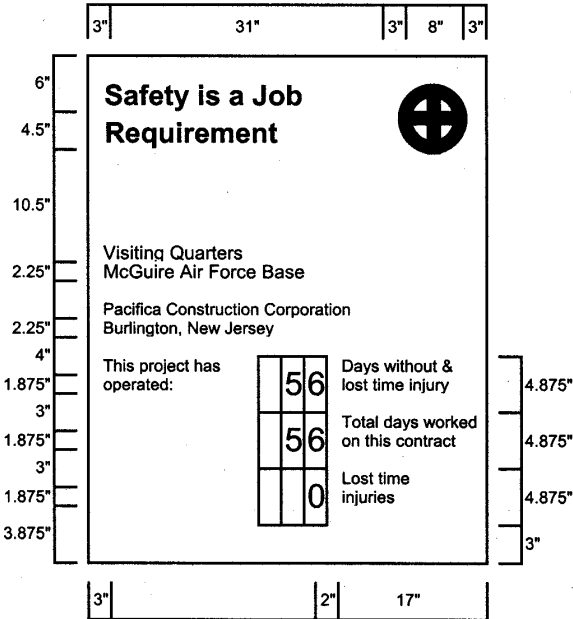 3" 31" 3" 8" 3"
6"
Safety is a Job
Requirement
4.5"
10.5"
Visiting Quarters
McGuire Air Force Base
2.25"
Pacifica Construction Corporation
Burlington, New Jersey
2.25"
4"
This project has
operated:
56
Days without &
lost time injury
1.875"
4.875"
3"
56
Total days worked
on this contract
1.875"
4.875"
3"
0
Lost time
injuries
1.875"
4.875"
3.875"
3"
3" 2" 17"